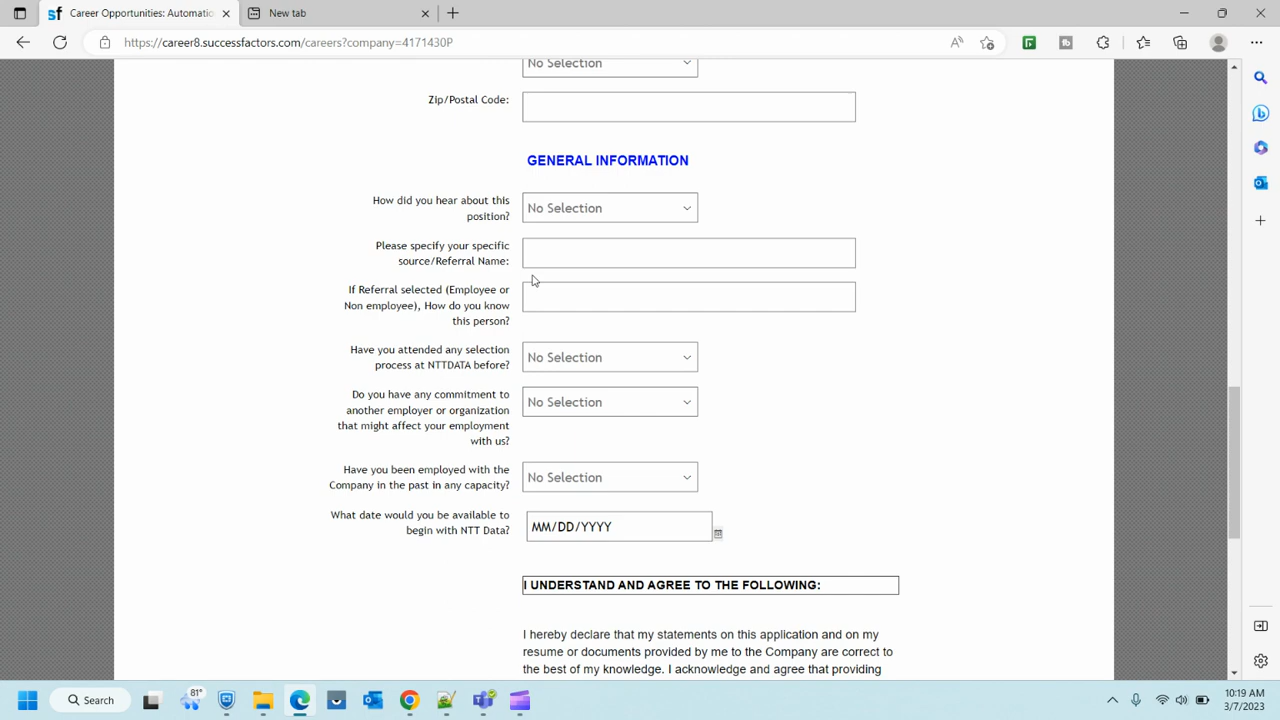 Career Opportunities: Automatio
New tab
https://career8.successfactors.com/careers?company=4171430P
No Selection
Zip/Postal Code:
GENERAL INFORMATION
How did you hear about this
position?
No Selection
Please specify your specific
source/Referral Name:
If Referral selected (Employee or
Non employee), How do you know
this person?
Have you attended any selection
process at NTTDATA before?
No Selection
Do you have any commitment to
another employer or organization
that might affect your employment
with us?
No Selection
Have you been employed with the
Company in the past in any capacity?
No Selection
What date would you be available to
begin with NTT Data?
MM/DD/YYYY
I UNDERSTAND AND AGREE TO THE FOLLOWING:
I hereby declare that my statements on this application and on my
resume or documents provided by me to the Company are correct to
the best of my knowledge. I acknowledge and agree that providing
Search
81°
10:19 AM
3/7/2023